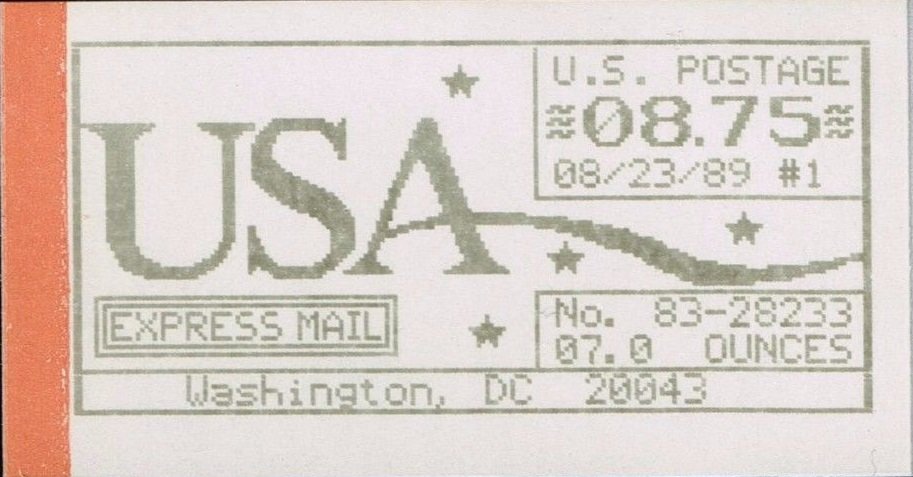 USA
U.S. POSTAGE
≈08.75≈
08/23/89 #1
EXPRESS MAIL
No. 83-28233
07.0 OUNCES
Washington, DC 20043